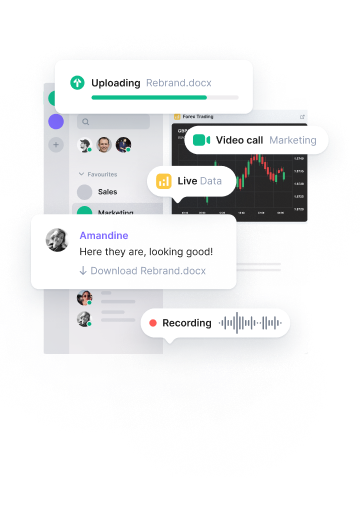 Uploading Rebrand.docx
Forex Trading
Video call Marketing
Favourites
Live Data
Sales
Marketing
Amandine
Here they are, looking good!
Download Rebrand.docx
Recording